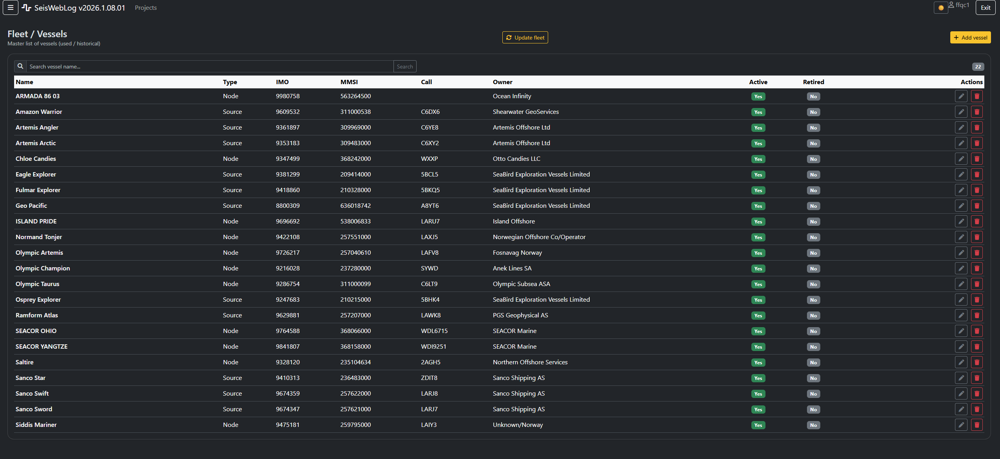 SeisWebLog v2026.1.08.01 Projects ffqc1 Exit
Fleet / Vessels
Master list of vessels (used / historical)
Update fleet
Add vessel
Search vessel name... Search 22
Name Type IMO MMSI Call Owner Active Retired Actions
ARMADA 86 03 Node 9980758 563264500 Ocean Infinity Yes No
Amazon Warrior Source 9609532 311000538 C6DX6 Shearwater GeoServices Yes No
Artemis Angler Source 9361897 309969000 C6YE8 Artemis Offshore Ltd Yes No
Artemis Arctic Source 9353183 309483000 C6XY2 Artemis Offshore Ltd Yes No
Chloe Candies Node 9347499 368242000 WXXP Otto Candies LLC Yes No
Eagle Explorer Source 9381299 209414000 5BCL5 SeaBird Exploration Vessels Limited Yes No
Fulmar Explorer Source 9418860 210328000 5BKQ5 SeaBird Exploration Vessels Limited Yes No
Geo Pacific Source 8800309 636018742 A8YT6 SeaBird Exploration Vessels Limited Yes No
ISLAND PRIDE Node 9696692 538006833 LARU7 Island Offshore Yes No
Normand Tonjer Node 9422108 257551000 LAXJ5 Norwegian Offshore Co/Operator Yes No
Olympic Artemis Node 9726217 257040610 LAFV8 Fosnavag Norway Yes No
Olympic Champion Node 9216028 237280000 SYWD Anek Lines SA Yes No
Olympic Taurus Node 9286754 311000099 C6LT9 Olympic Subsea ASA Yes No
Osprey Explorer Source 9247683 210215000 5BHK4 SeaBird Exploration Vessels Limited Yes No
Ramform Atlas Source 9629881 257207000 LAWK8 PGS Geophysical AS Yes No
SEACOR OHIO Node 9764588 368066000 WDL6715 SEACOR Marine Yes No
SEACOR YANGTZE Node 9841807 368158000 WDI9251 SEACOR Marine Yes No
Saltire Node 9328120 235104634 2AGH5 Northern Offshore Services Yes No
Sanco Star Source 9410313 236483000 ZDIT8 Sanco Shipping AS Yes No
Sanco Swift Source 9674359 257622000 LARJ8 Sanco Shipping AS Yes No
Sanco Sword Source 9674347 257621000 LARJ7 Sanco Shipping AS Yes No
Siddis Mariner Node 9475181 259795000 LAIY3 Unknown/Norway Yes No